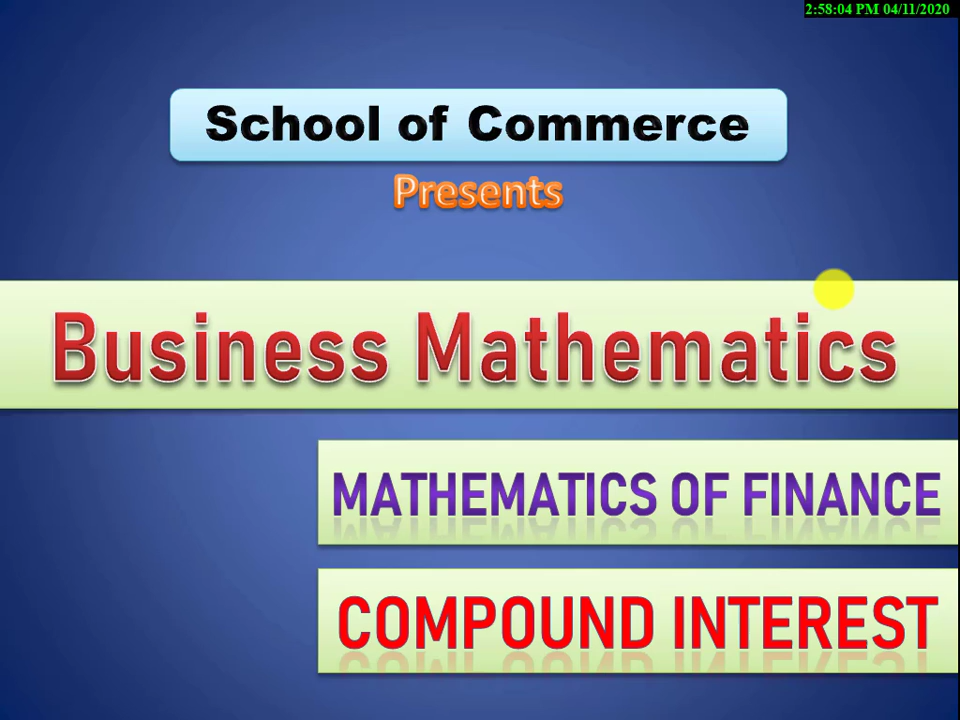 2:58:04 PM 04/11/2020
School of Commerce
Presents
Business Mathematics
MATHEMATICS OF FINANCE
COMPOUND INTEREST